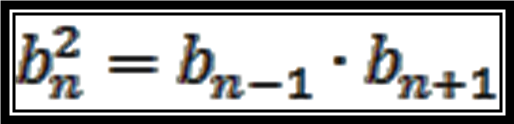 b_n^2 = b_{n-1} · b_{n+1}